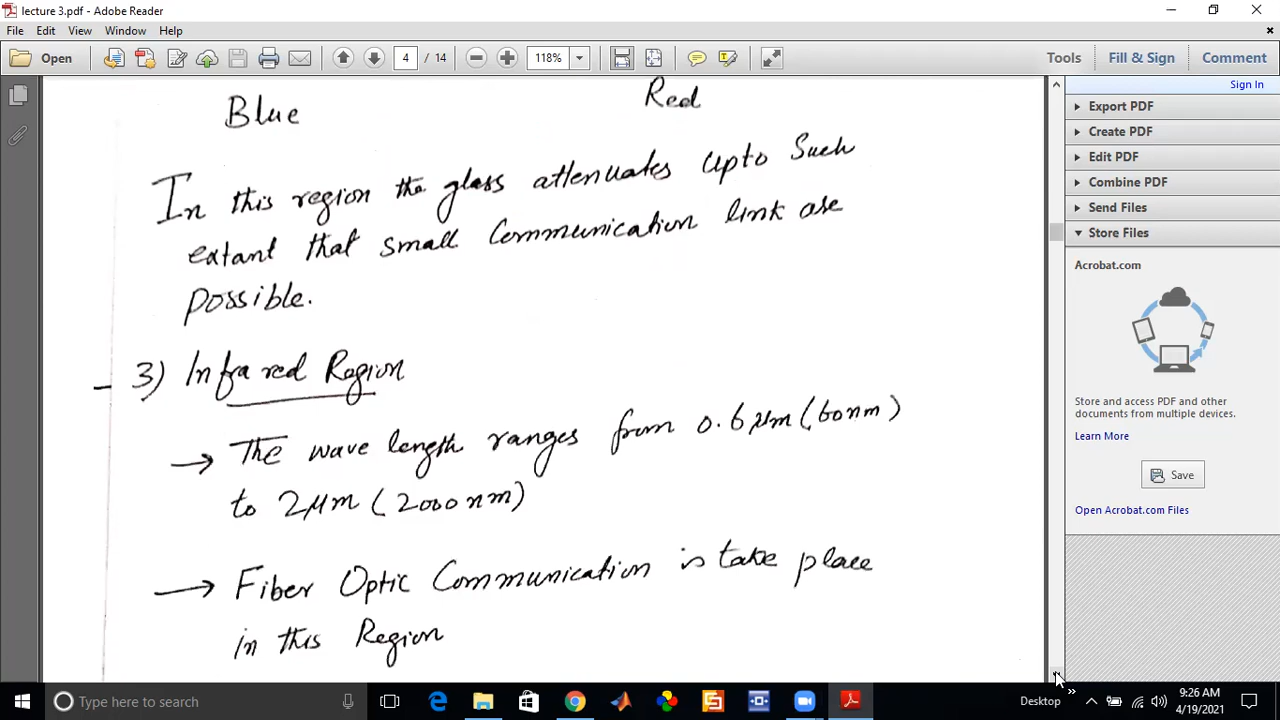 lecture 3.pdf - Adobe Reader
File Edit View Window Help
Open 4 / 14 118% Tools Fill & Sign Comment
Sign In
Blue Red
In this region the glass attenuates upto Such
extant that small Communication link are
possible.
- 3) Infra red Region
→ The wave length ranges from 0.6 μm (60nm)
to 2μm (2000nm)
→ Fiber Optic Communication is take place
in this Region
Export PDF
Create PDF
Edit PDF
Combine PDF
Send Files
Store Files
Acrobat.com
Store and access PDF and other
documents from multiple devices.
Learn More
Save
Open Acrobat.com Files
Type here to search
Desktop
9:26 AM
4/19/2021